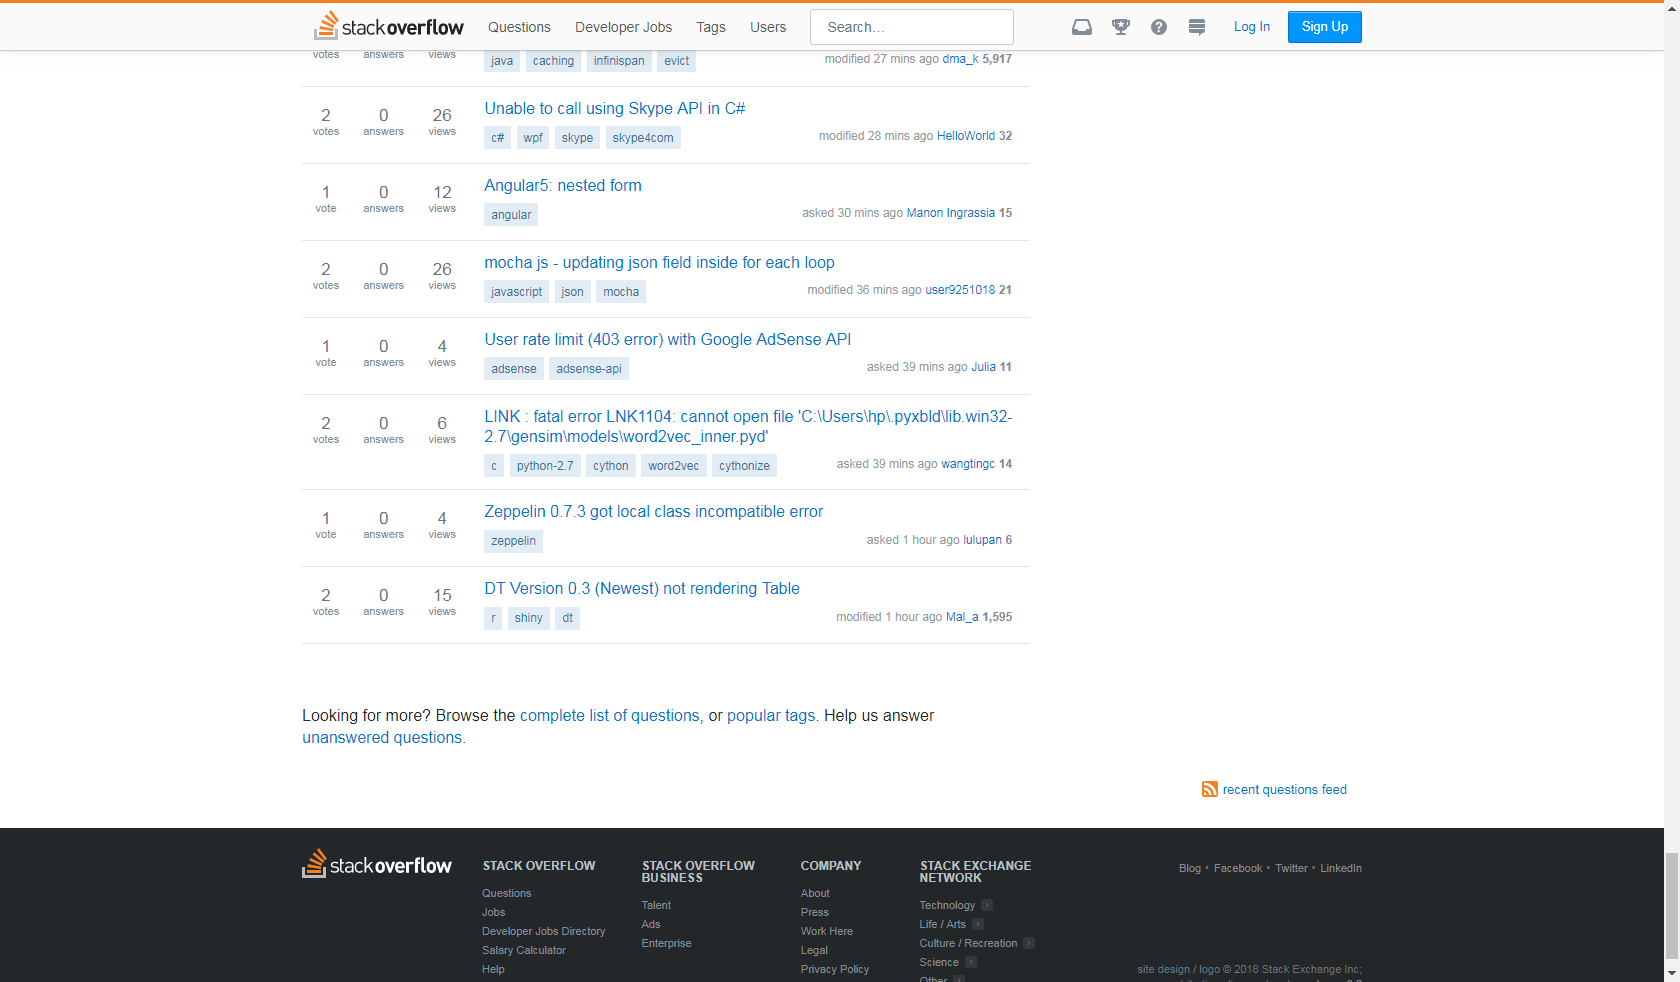 stackoverflow Questions Developer Jobs Tags Users Search... Log In Sign Up
votes answers views java caching infinispan evict modified 27 mins ago dma_k 5,917
2 votes 0 answers 26 views
Unable to call using Skype API in C#
c# wpf skype skype4com modified 28 mins ago HelloWorld 32
1 vote 0 answers 12 views
Angular5: nested form
angular asked 30 mins ago Manon Ingrassia 15
2 votes 0 answers 26 views
mocha js - updating json field inside for each loop
javascript json mocha modified 36 mins ago user9251018 21
1 vote 0 answers 4 views
User rate limit (403 error) with Google AdSense API
adsense adsense-api asked 39 mins ago Julia 11
2 votes 0 answers 6 views
LINK : fatal error LNK1104: cannot open file 'C:\Users\hp\.pyxbld\lib.win32-
2.7\gensim\models\word2vec_inner.pyd'
c python-2.7 cython word2vec cythonize asked 39 mins ago wangtingc 14
1 vote 0 answers 4 views
Zeppelin 0.7.3 got local class incompatible error
zeppelin asked 1 hour ago lulupan 6
2 votes 0 answers 15 views
DT Version 0.3 (Newest) not rendering Table
r shiny dt modified 1 hour ago Mal_a 1,595
Looking for more? Browse the complete list of questions, or popular tags. Help us answer
unanswered questions.
recent questions feed
stackoverflow
STACK OVERFLOW
Questions
Jobs
Developer Jobs Directory
Salary Calculator
Help
STACK OVERFLOW
BUSINESS
Talent
Ads
Enterprise
COMPANY
About
Press
Work Here
Legal
Privacy Policy
STACK EXCHANGE
NETWORK
Technology
Life / Arts
Culture / Recreation
Science
Other
Blog • Facebook • Twitter • LinkedIn
site design / logo © 2018 Stack Exchange Inc;